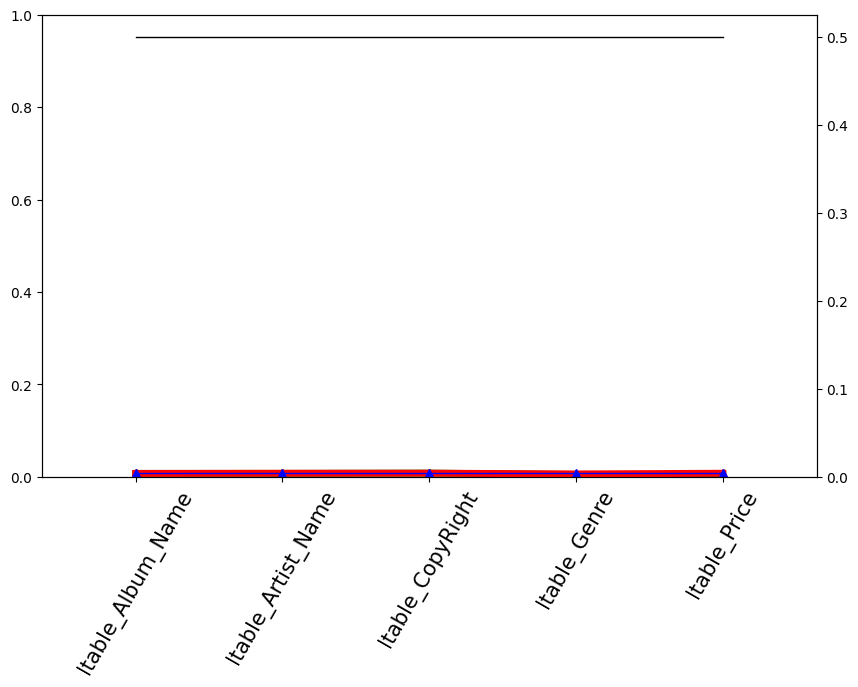 1.0
0.8
0.6
0.4
0.2
0.0
0.5
0.4
0.3
0.2
0.1
0.0
ltable_Album_Name
ltable_Artist_Name
ltable_CopyRight
ltable_Genre
ltable_Price